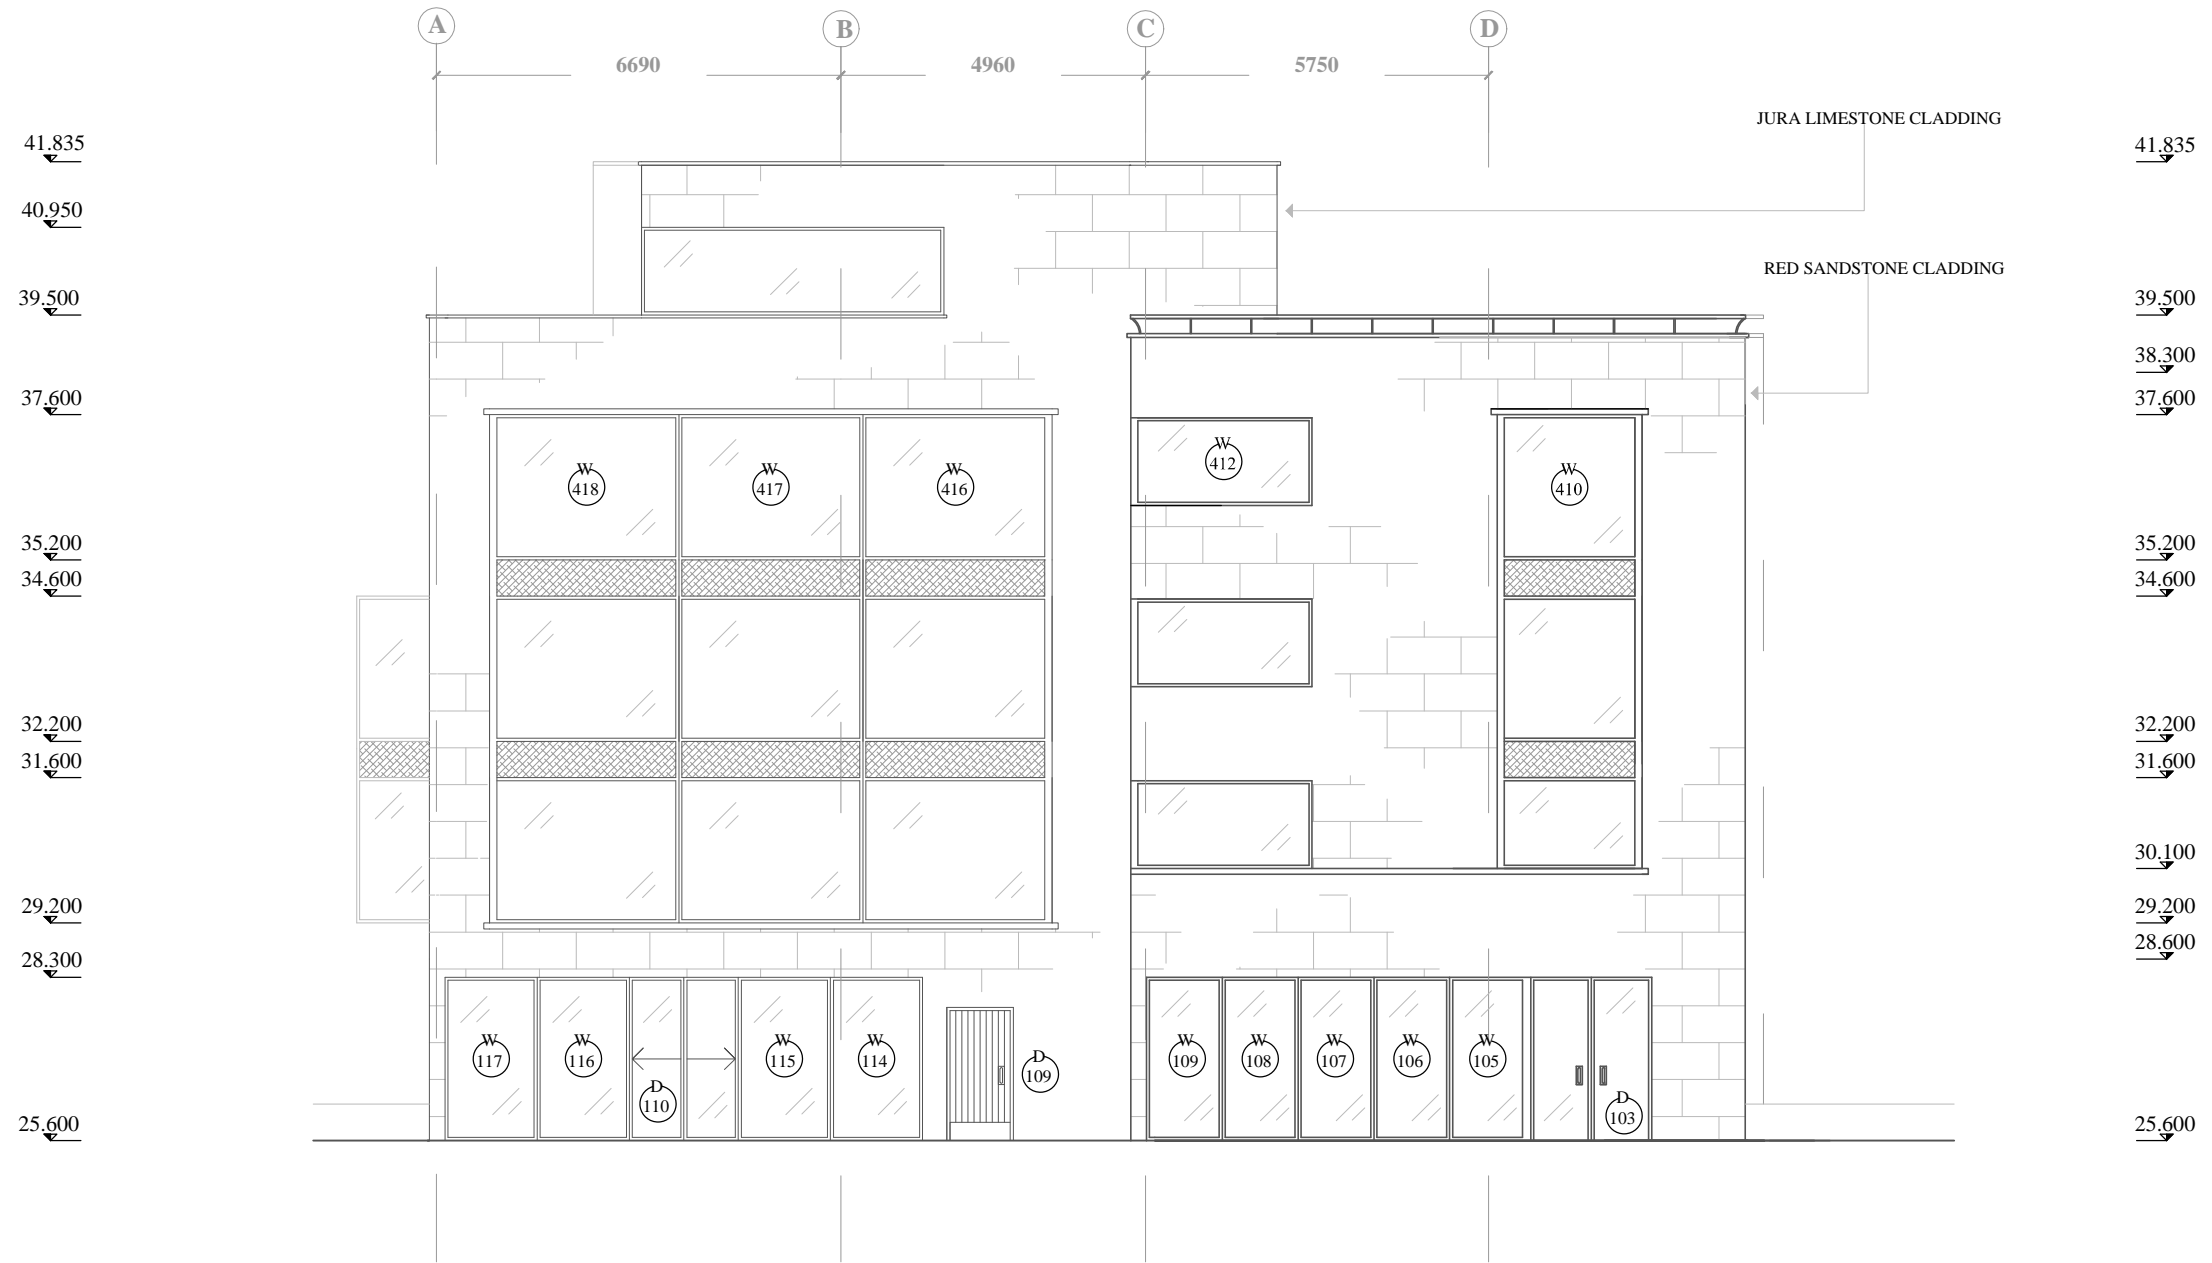 A B C D
6690 4960 5750
JURA LIMESTONE CLADDING
41.835 41.835
40.950
RED SANDSTONE CLADDING
39.500 39.500
38.300
37.600 37.600
W 412
W 418 W 417 W 416 W 410
35.200 35.200
34.600 34.600
32.200 32.200
31.600 31.600
30.100
29.200 29.200
28.600
28.300
W 117 W 116 W 115 W 114 W 109 W 108 W 107 W 106 W 105
D 109
D 110
D 103
25.600 25.600